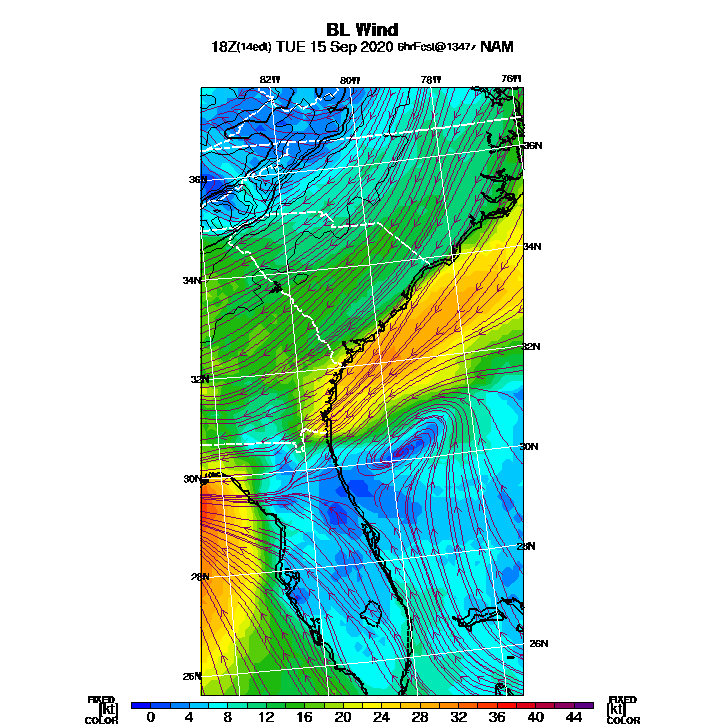 BL Wind
18Z(14edt) TUE 15 Sep 2020 6hrFcst@1347z NAM
82W 80W 78W 76W
36N
36N
34N
34N
32N
32N
30N
30N
28N
28N
26N
26N
FIXED FIXED
[kt] 0 4 8 12 16 20 24 28 32 36 40 44 [kt]
COLOR COLOR